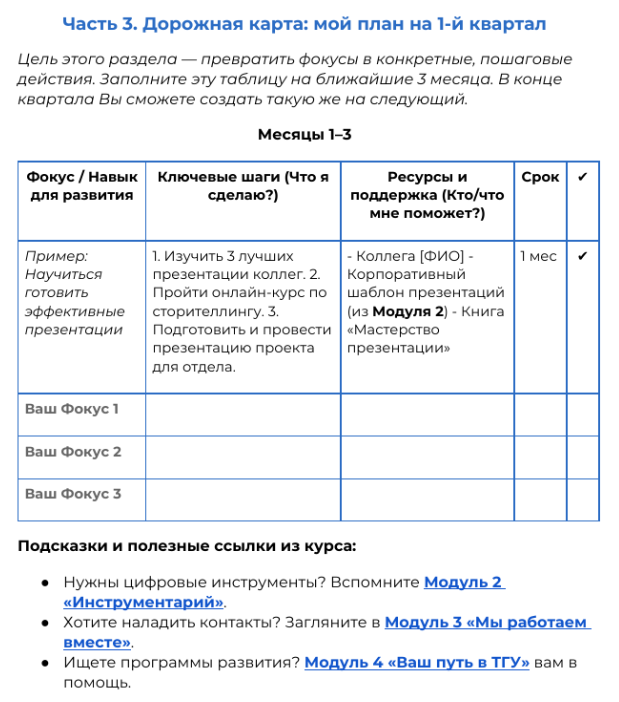 Часть 3. Дорожная карта: мой план на 1-й квартал
Цель этого раздела — превратить фокусы в конкретные, пошаговые
действия. Заполните эту таблицу на ближайшие 3 месяца. В конце
квартала Вы сможете создать такую же на следующий.
Месяцы 1–3
Фокус / Навык
для развития
Ключевые шаги (Что я
сделаю?)
Ресурсы и
поддержка (Кто/что
мне поможет?)
Срок
✔
Пример:
Научиться
готовить
эффективные
презентации
1. Изучить 3 лучших
презентации коллег. 2.
Пройти онлайн-курс по
сторителлингу. 3.
Подготовить и провести
презентацию проекта
для отдела.
- Коллега [ФИО] -
Корпоративный
шаблон презентаций
(из Модуля 2) - Книга
«Мастерство
презентации»
1 мес
✔
Ваш Фокус 1
Ваш Фокус 2
Ваш Фокус 3
Подсказки и полезные ссылки из курса:
● Нужны цифровые инструменты? Вспомните Модуль 2
«Инструментарий».
● Хотите наладить контакты? Загляните в Модуль 3 «Мы работаем
вместе».
● Ищете программы развития? Модуль 4 «Ваш путь в ТГУ» вам в
помощь.